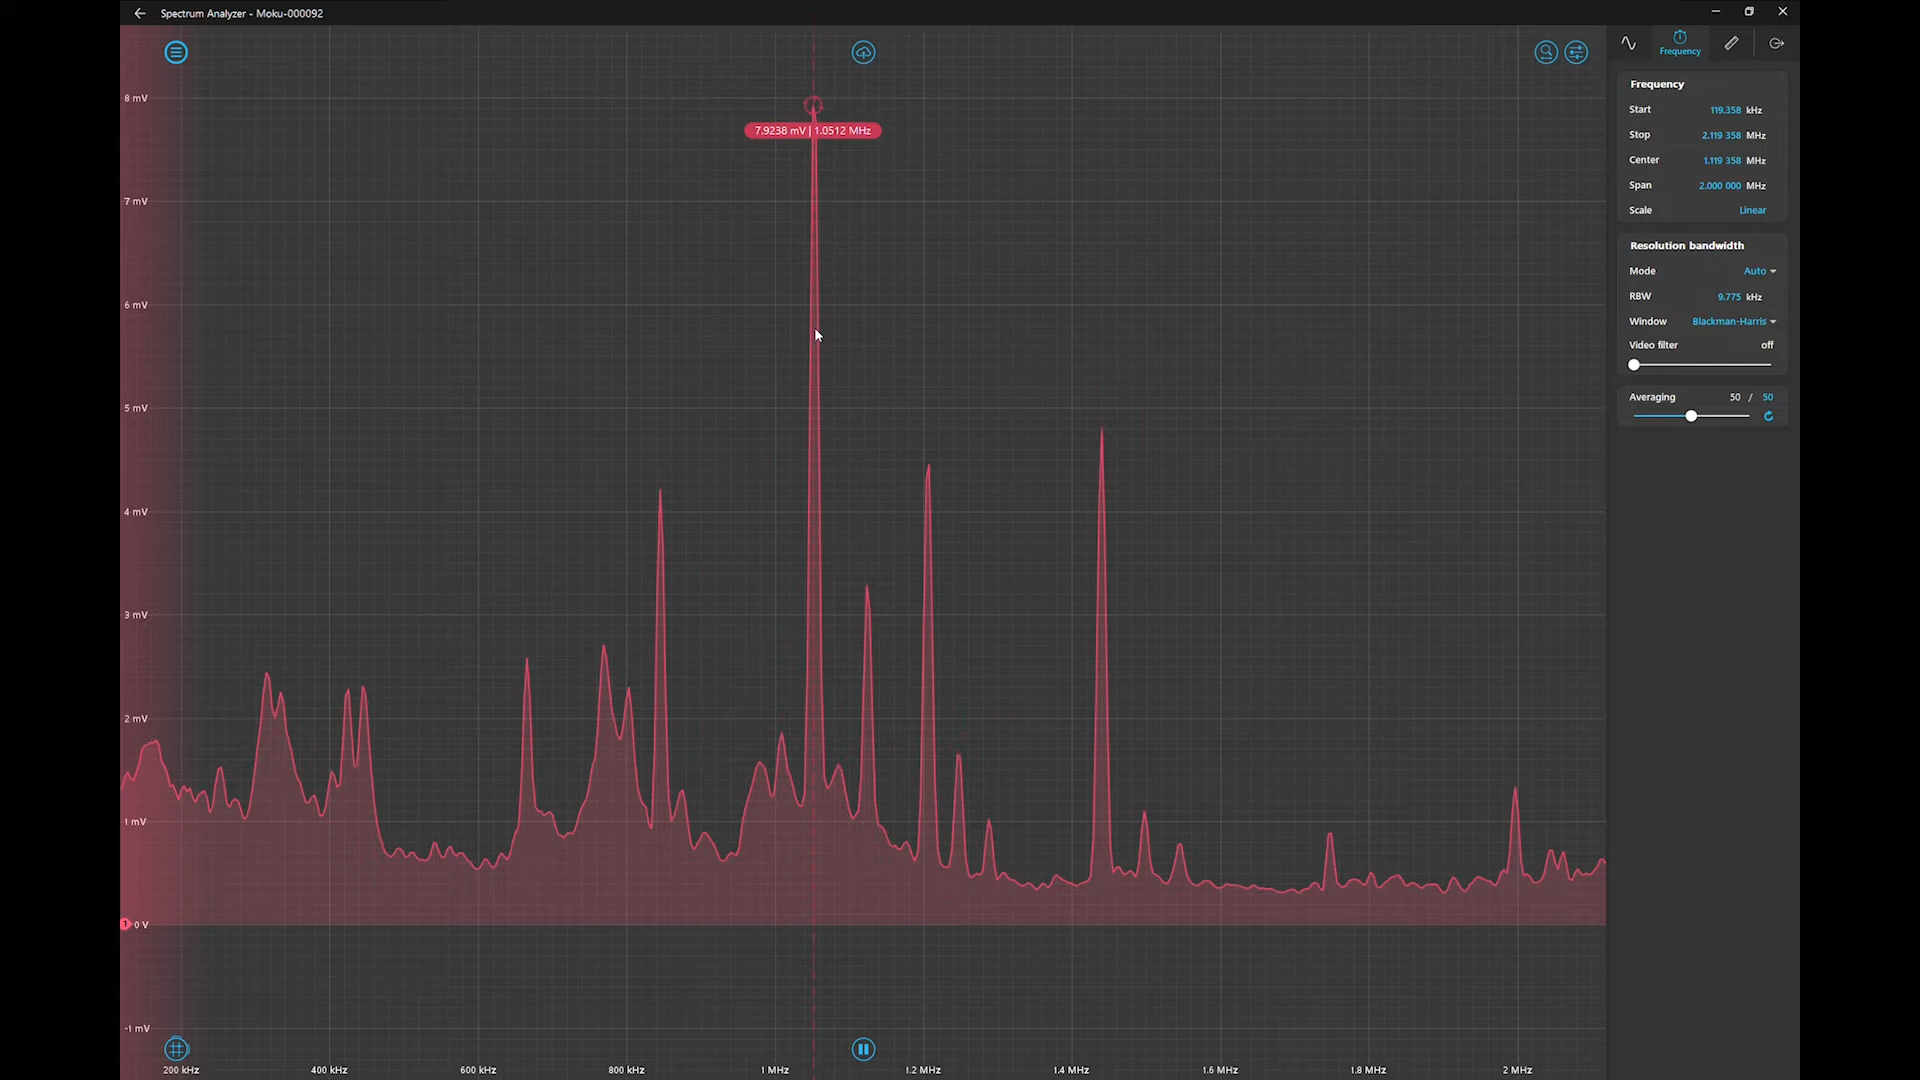 Spectrum Analyzer - Moku-000092
8 mV
7.9238 mV | 1.0512 MHz
7 mV
6 mV
5 mV
4 mV
3 mV
2 mV
1 mV
1 0 V
-1 mV
200 kHz 400 kHz 600 kHz 800 kHz 1 MHz 1.2 MHz 1.4 MHz 1.6 MHz 1.8 MHz 2 MHz
Frequency
Frequency
Start 119.358 kHz
Stop 2.119 358 MHz
Center 1.119 358 MHz
Span 2.000 000 MHz
Scale Linear
Resolution bandwidth
Mode Auto
RBW 9.775 kHz
Window Blackman-Harris
Video filter off
Averaging 50 / 50